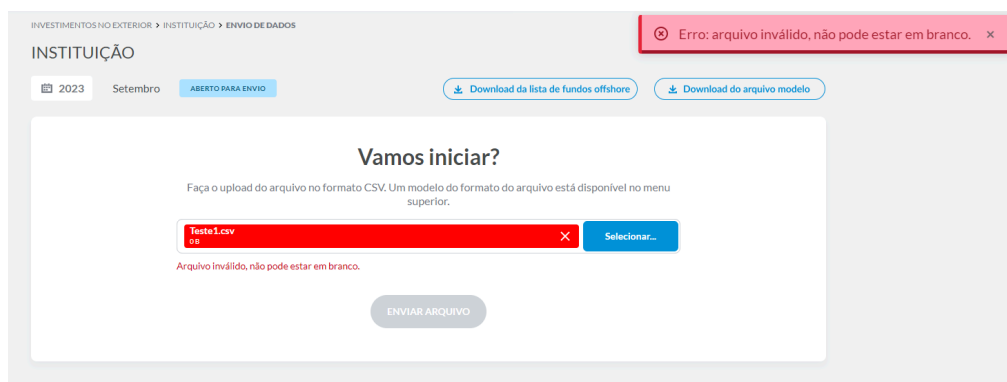 INVESTIMENTOS NO EXTERIOR > INSTITUIÇÃO > ENVIO DE DADOS
Erro: arquivo inválido, não pode estar em branco. ×
INSTITUIÇÃO
2023 Setembro ABERTO PARA ENVIO Download da lista de fundos offshore Download do arquivo modelo
Vamos iniciar?
Faça o upload do arquivo no formato CSV. Um modelo do formato do arquivo está disponível no menu
superior.
Teste1.csv
0 B
Selecionar...
Arquivo inválido, não pode estar em branco.
ENVIAR ARQUIVO